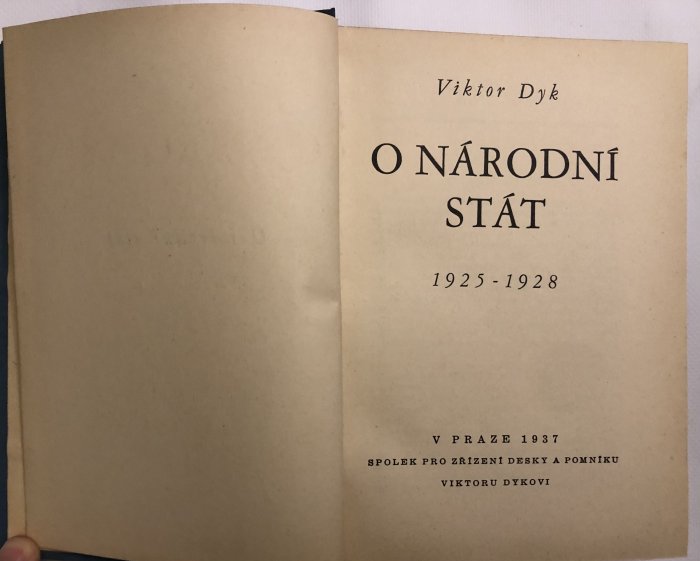 Viktor Dyk
O NÁRODNÍ
STÁT
1925-1928
V PRAZE 1937
SPOLEK PRO ZŘÍZENÍ DESKY A POMNÍKU
VIKTORU DYKOVI